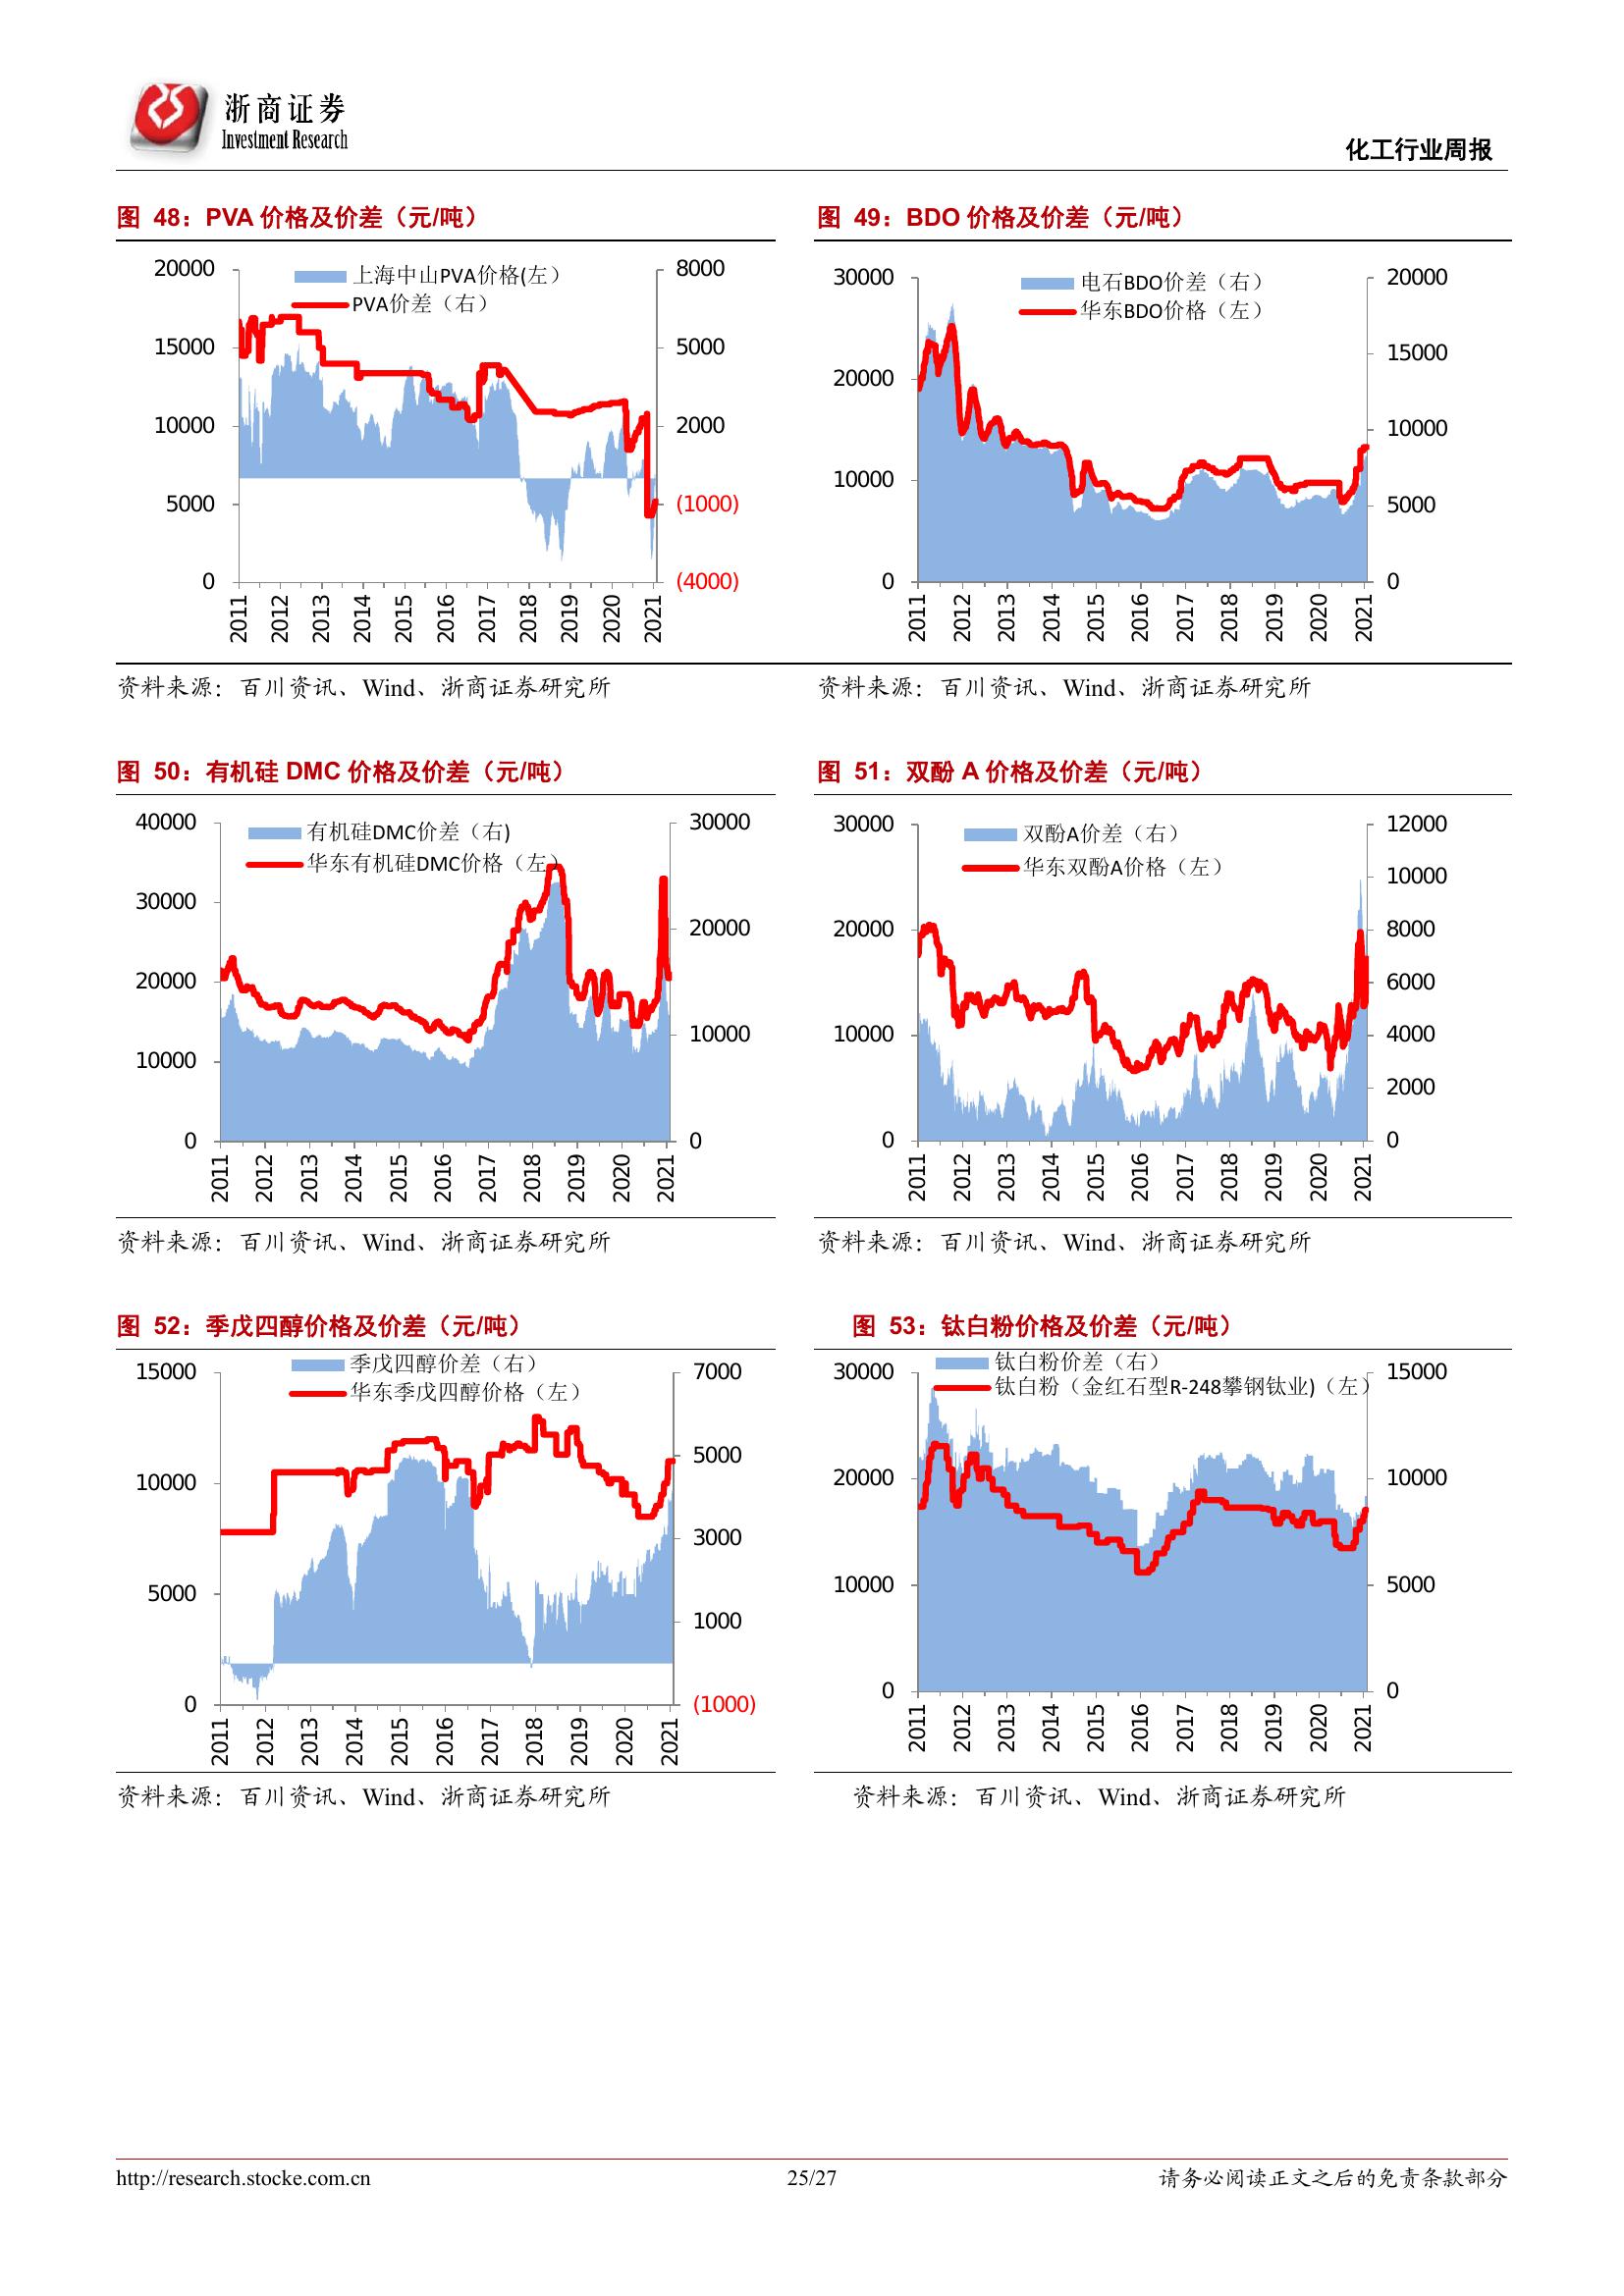 浙商证券
Investment Research
化工行业周报
图 48：PVA 价格及价差（元/吨）
20000
15000
10000
5000
0
8000
5000
2000
(1000)
(4000)
上海中山PVA价格(左）
PVA价差（右）
2011 2012 2013 2014 2015 2016 2017 2018 2019 2020 2021
资料来源：百川资讯、Wind、浙商证券研究所
图 49：BDO 价格及价差（元/吨）
30000
20000
10000
0
20000
15000
10000
5000
0
电石BDO价差（右）
华东BDO价格（左）
2011 2012 2013 2014 2015 2016 2017 2018 2019 2020 2021
资料来源：百川资讯、Wind、浙商证券研究所
图 50：有机硅 DMC 价格及价差（元/吨）
40000
30000
20000
10000
0
30000
20000
10000
0
有机硅DMC价差（右)
华东有机硅DMC价格（左）
2011 2012 2013 2014 2015 2016 2017 2018 2019 2020 2021
资料来源：百川资讯、Wind、浙商证券研究所
图 51：双酚 A 价格及价差（元/吨）
30000
20000
10000
0
12000
10000
8000
6000
4000
2000
0
双酚A价差（右）
华东双酚A价格（左）
2011 2012 2013 2014 2015 2016 2017 2018 2019 2020 2021
资料来源：百川资讯、Wind、浙商证券研究所
图 52：季戊四醇价格及价差（元/吨）
15000
10000
5000
0
7000
5000
3000
1000
(1000)
季戊四醇价差（右）
华东季戊四醇价格（左）
2011 2012 2013 2014 2015 2016 2017 2018 2019 2020 2021
资料来源：百川资讯、Wind、浙商证券研究所
图 53：钛白粉价格及价差（元/吨）
30000
20000
10000
0
15000
10000
5000
0
钛白粉价差（右）
钛白粉（金红石型R-248攀钢钛业)（左）
2011 2012 2013 2014 2015 2016 2017 2018 2019 2020 2021
资料来源：百川资讯、Wind、浙商证券研究所
http://research.stocke.com.cn
25/27
请务必阅读正文之后的免责条款部分